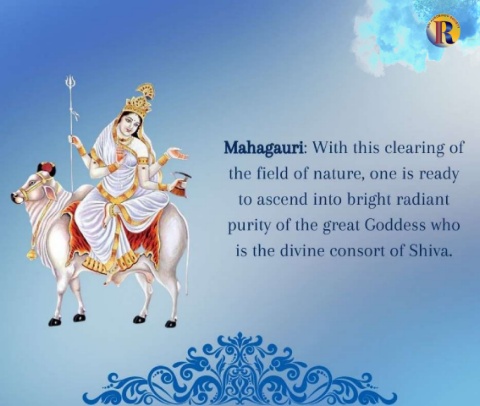 R
Mahagauri: With this clearing of
the field of nature, one is ready
to ascend into bright radiant
purity of the great Goddess who
is the divine consort of Shiva.